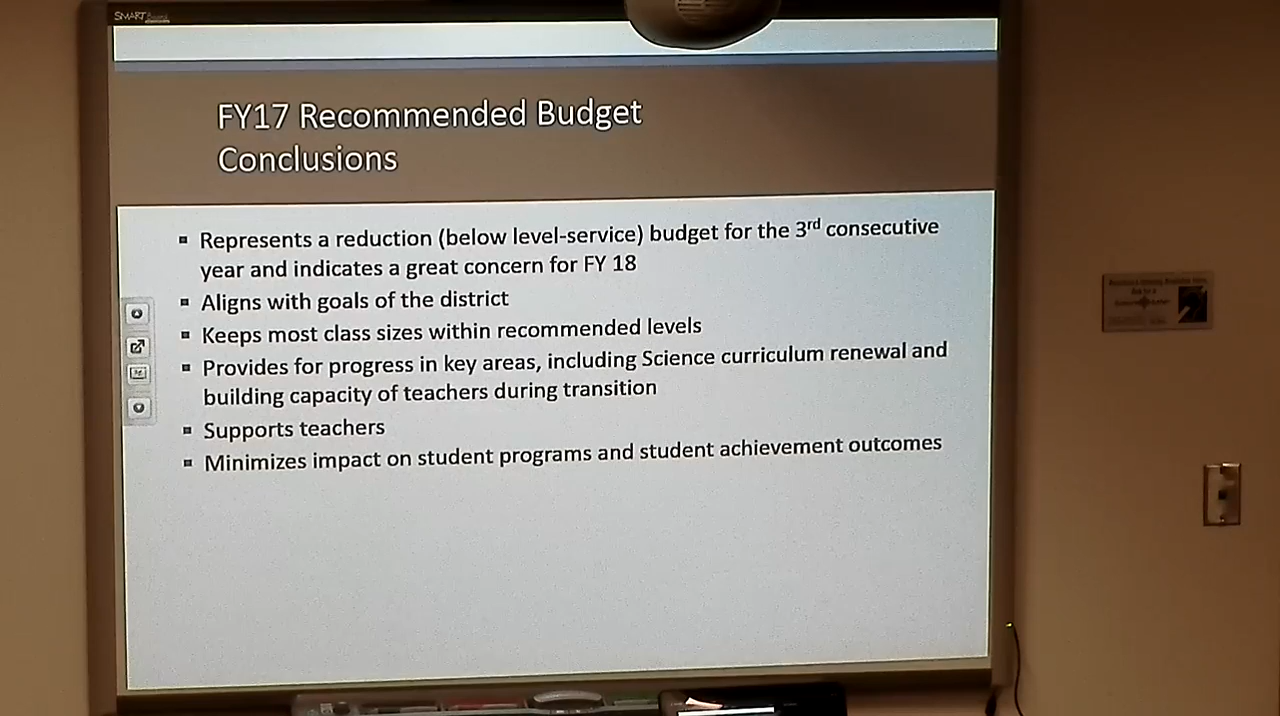 SMART
FY17 Recommended Budget
Conclusions
Represents a reduction (below level-service) budget for the 3rd consecutive
year and indicates a great concern for FY 18
Aligns with goals of the district
Keeps most class sizes within recommended levels
Provides for progress in key areas, including Science curriculum renewal and
building capacity of teachers during transition
Supports teachers
Minimizes impact on student programs and student achievement outcomes